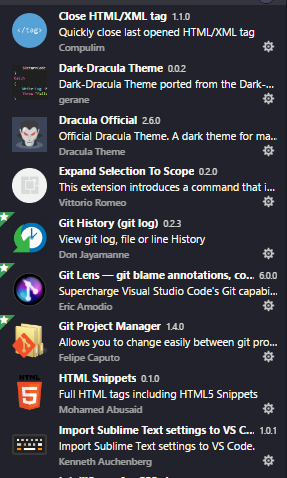 </tag>
Close HTML/XML tag 1.1.0
Quickly close last opened HTML/XML tag
Compulim
Dark-Dracula Theme 0.0.2
Dark-Dracula Theme ported from the Dark-...
gerane
Dracula Official 2.6.0
Official Dracula Theme. A dark theme for ma...
Dracula Theme
Expand Selection To Scope 0.2.0
This extension introduces a command that i...
Vittorio Romeo
Git History (git log) 0.2.3
View git log, file or line History
Don Jayamanne
Git Lens — git blame annotations, co... 6.0.0
Supercharge Visual Studio Code's Git capabi...
Eric Amodio
Git Project Manager 1.4.0
Allows you to change easily between git pro...
Felipe Caputo
HTML
5
HTML Snippets 0.1.0
Full HTML tags including HTML5 Snippets
Mohamed Abusaid
Import Sublime Text settings to VS C... 1.0.1
Import Sublime Text settings to VS Code.
Kenneth Auchenberg